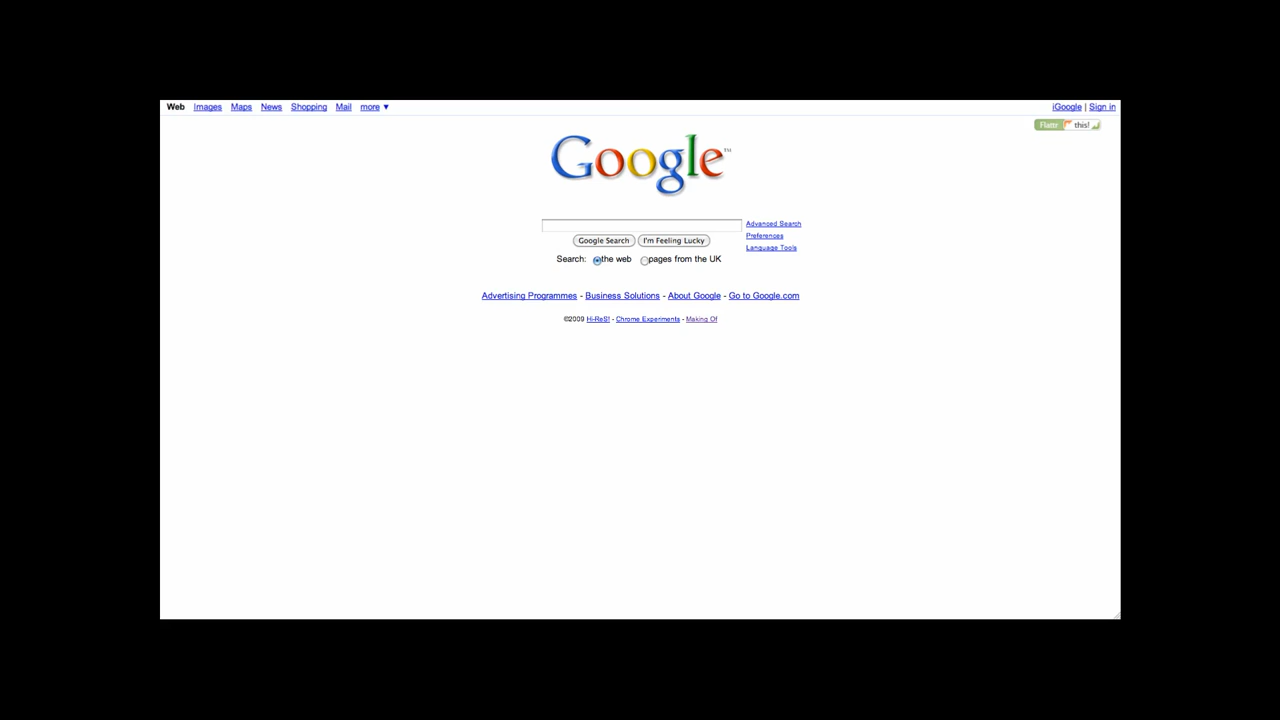 Web Images Maps News Shopping Mail more ▼ iGoogle | Sign in
Flattr this!
Google™
Advanced Search
Google Search I'm Feeling Lucky Preferences
Language Tools
Search: the web pages from the UK
Advertising Programmes - Business Solutions - About Google - Go to Google.com
©2009 Hi-ReS! - Chrome Experiments - Making Of